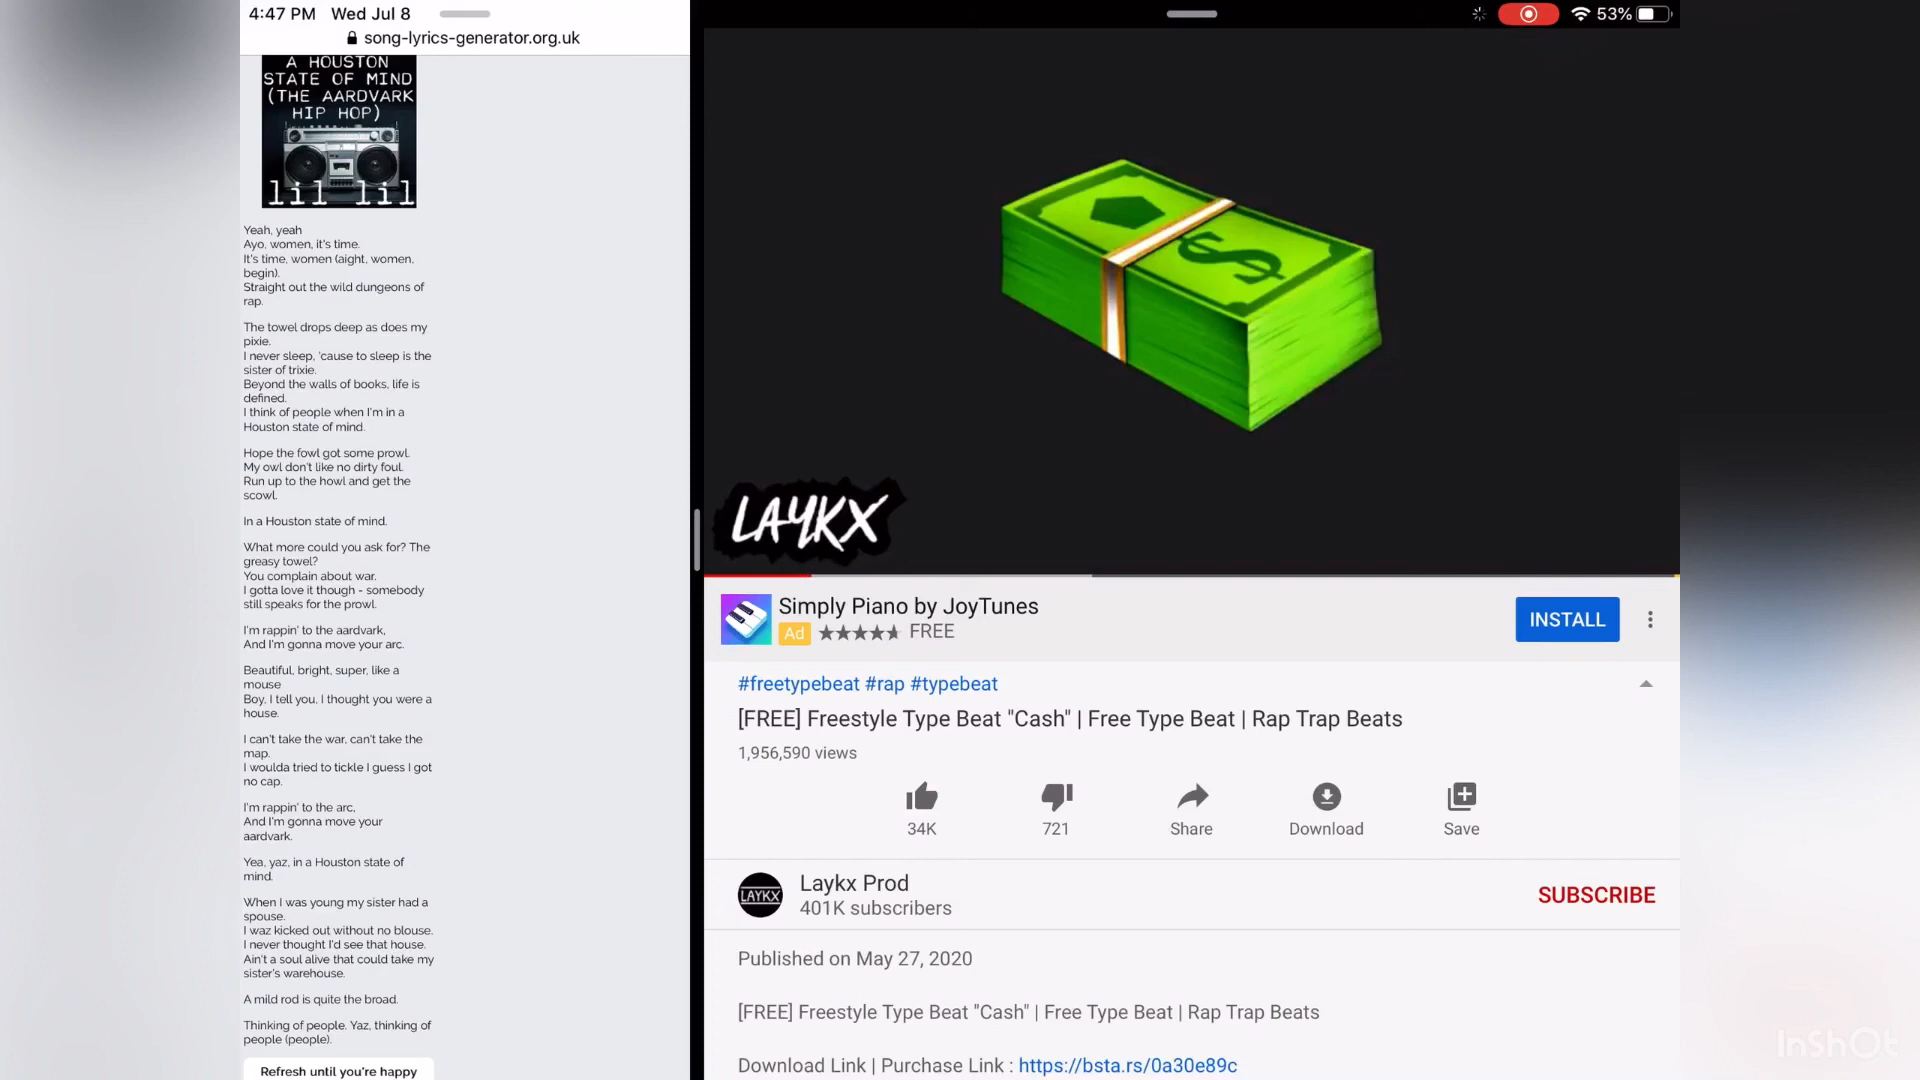 4:47 PM Wed Jul 8
song-lyrics-generator.org.uk
A HOUSTON
STATE OF MIND
(THE AARDVARK
HIP HOP)
lil lil
Yeah, yeah
Ayo, women, it's time.
It's time, women (aight, women,
begin).
Straight out the wild dungeons of
rap.
The towel drops deep as does my
pixie.
I never sleep, 'cause to sleep is the
sister of trixie.
Beyond the walls of books, life is
defined.
I think of people when I'm in a
Houston state of mind.
Hope the fowl got some prowl.
My owl don't like no dirty foul.
Run up to the howl and get the
scowl.
In a Houston state of mind.
What more could you ask for? The
greasy towel?
You complain about war.
I gotta love it though - somebody
still speaks for the prowl.
I'm rappin' to the aardvark,
And I'm gonna move your arc.
Beautiful, bright, super, like a
mouse
Boy, I tell you, I thought you were a
house.
I can't take the war, can't take the
map.
I woulda tried to tickle I guess I got
no cap.
I'm rappin' to the arc,
And I'm gonna move your
aardvark.
Yea, yaz, in a Houston state of
mind.
When I was young my sister had a
spouse.
I waz kicked out without no blouse.
I never thought I'd see that house.
Ain't a soul alive that could take my
sister's warehouse.
A mild rod is quite the broad.
Thinking of people. Yaz, thinking of
people (people).
Refresh until you're happy
53%
$
LAYKX
Simply Piano by JoyTunes
Ad FREE
INSTALL
#freetypebeat #rap #typebeat
[FREE] Freestyle Type Beat "Cash" | Free Type Beat | Rap Trap Beats
1,956,590 views
34K 721 Share Download Save
LAYKX
Laykx Prod
401K subscribers
SUBSCRIBE
Published on May 27, 2020
[FREE] Freestyle Type Beat "Cash" | Free Type Beat | Rap Trap Beats
Download Link | Purchase Link : https://bsta.rs/0a30e89c
InShOt